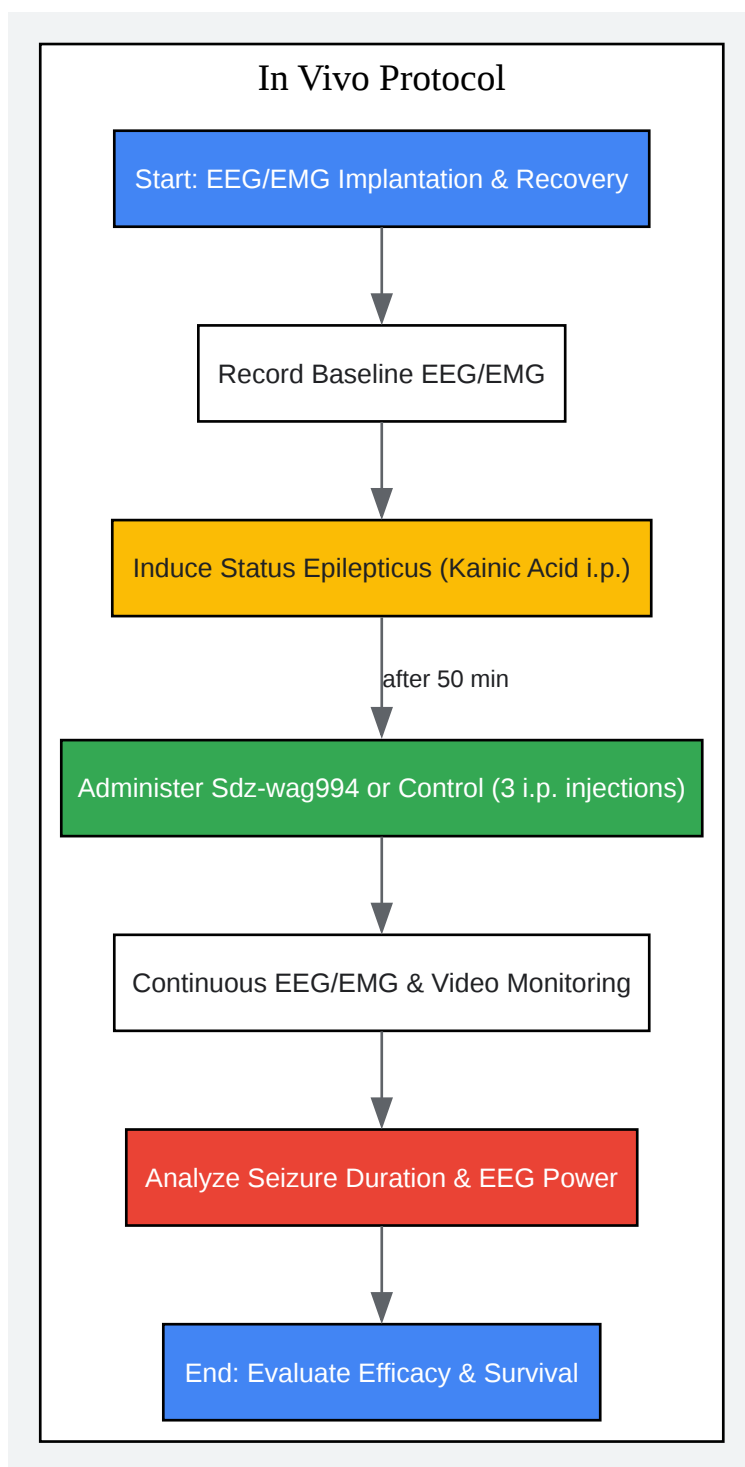 In Vivo Protocol
Start: EEG/EMG Implantation & Recovery
Record Baseline EEG/EMG
Induce Status Epilepticus (Kainic Acid i.p.)
after 50 min
Administer Sdz-wag994 or Control (3 i.p. injections)
Continuous EEG/EMG & Video Monitoring
Analyze Seizure Duration & EEG Power
End: Evaluate Efficacy & Survival